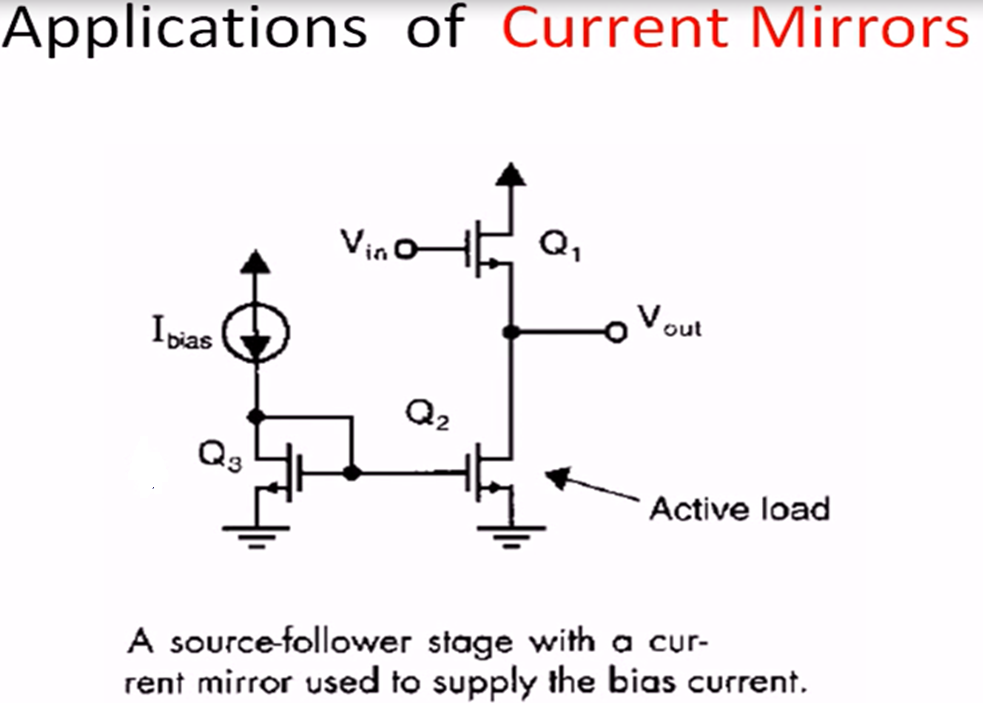 Applications of Current Mirrors
Vin
Q1
Ibias
Vout
Q2
Q3
Active load
A source-follower stage with a cur-
rent mirror used to supply the bias current.